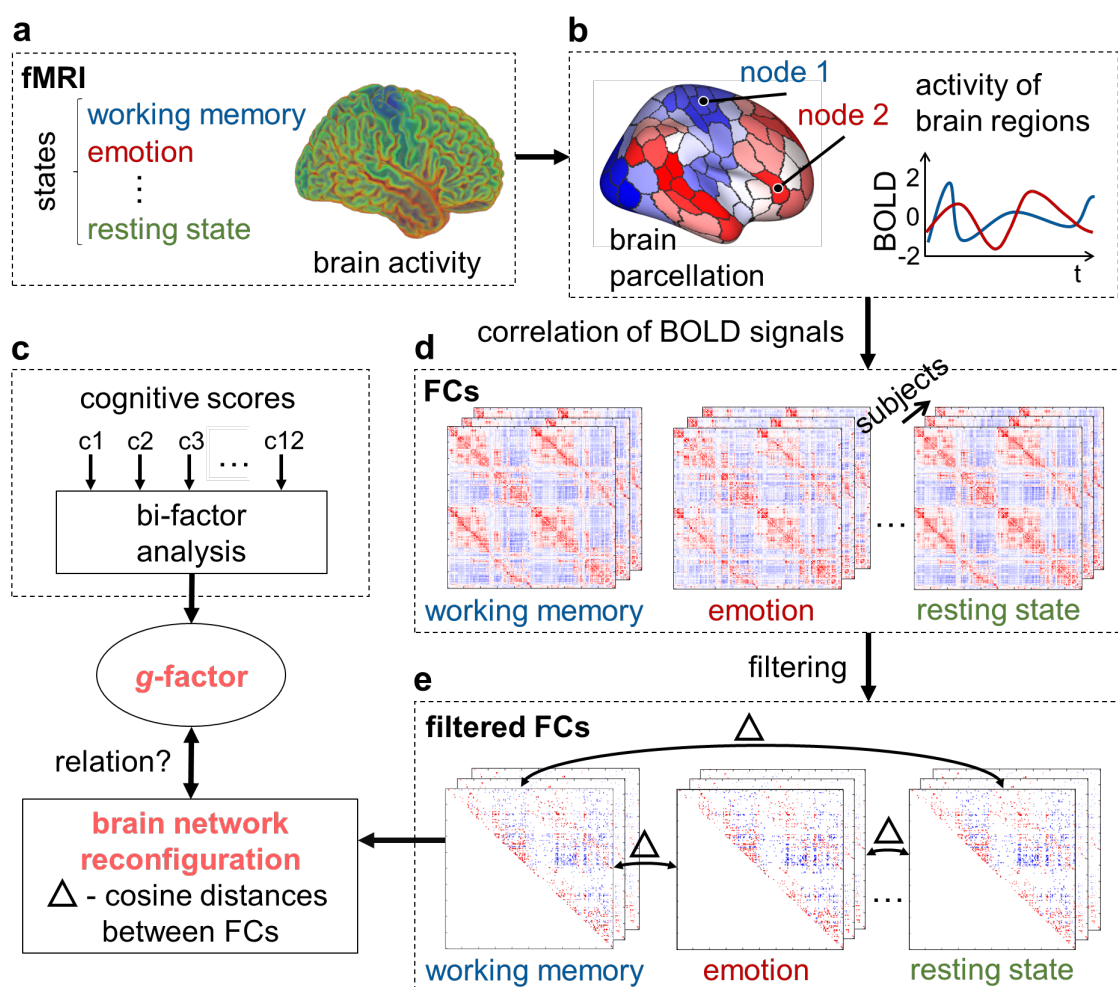 a
fMRI
states
working memory
emotion
⋮
resting state
brain activity
b
node 1
node 2
brain
parcellation
activity of
brain regions
BOLD
2
0
-2
t
correlation of BOLD signals
c
cognitive scores
c1 c2 c3 ... c12
bi-factor
analysis
g-factor
relation?
brain network
reconfiguration
△ - cosine distances
between FCs
d
FCs
subjects
...
working memory emotion resting state
filtering
e
filtered FCs
△
△ △
...
working memory emotion resting state